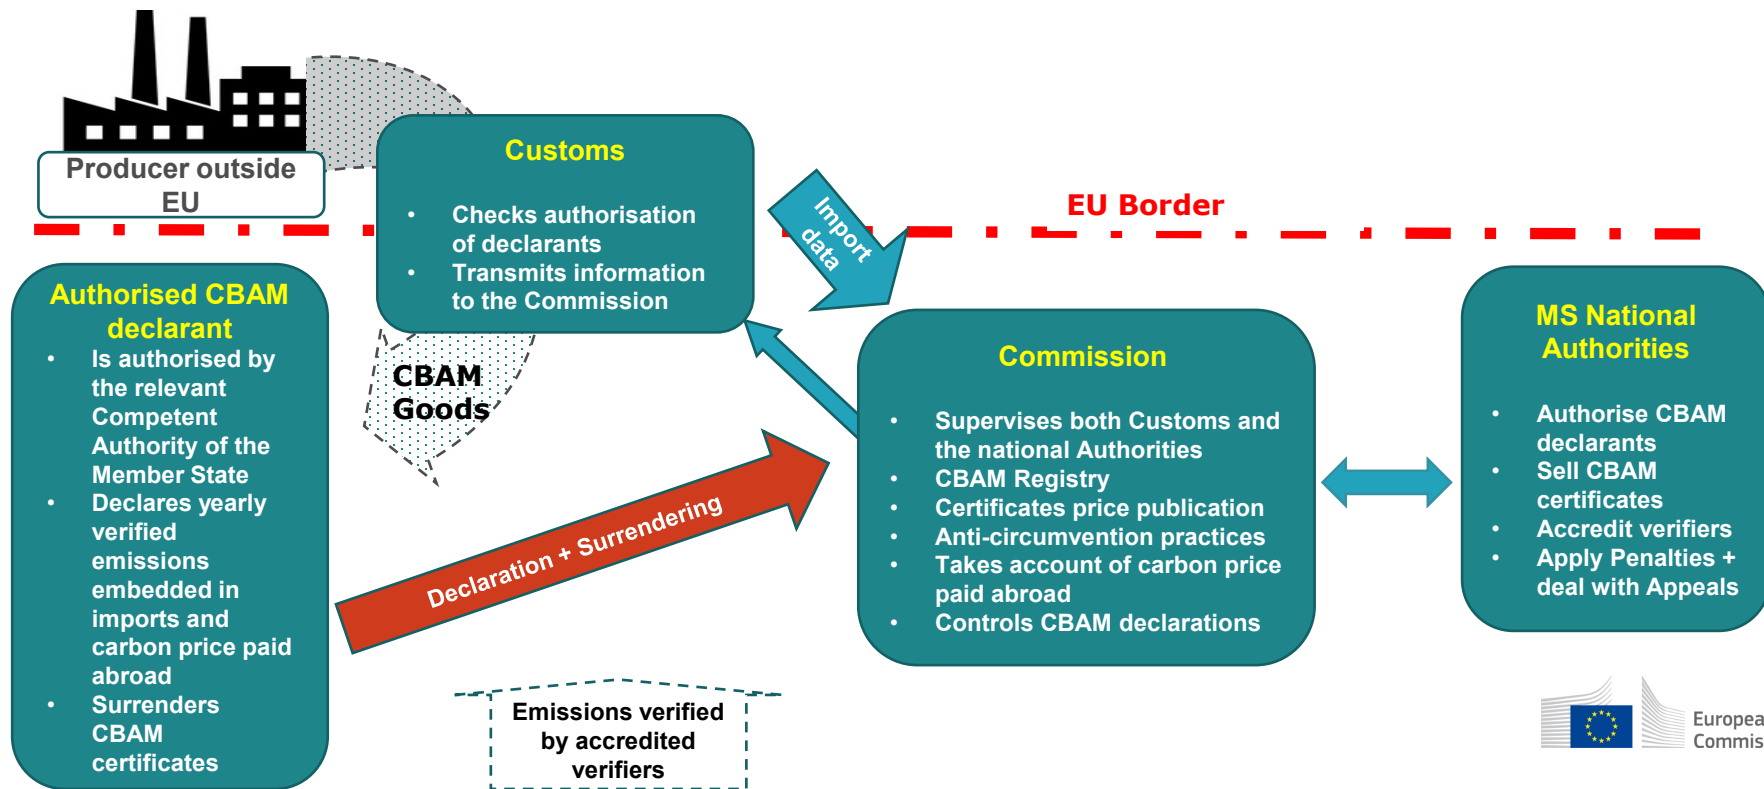 Producer outside
EU
Customs
• Checks authorisation
of declarants
• Transmits information
to the Commission
Import
data
EU Border
Authorised CBAM
declarant
• Is authorised by
the relevant
Competent
Authority of the
Member State
• Declares yearly
verified
emissions
embedded in
imports and
carbon price paid
abroad
• Surrenders
CBAM
certificates
CBAM
Goods
Declaration + Surrendering
Emissions verified
by accredited
verifiers
Commission
• Supervises both Customs and
the national Authorities
• CBAM Registry
• Certificates price publication
• Anti-circumvention practices
• Takes account of carbon price
paid abroad
• Controls CBAM declarations
MS National
Authorities
• Authorise CBAM
declarants
• Sell CBAM
certificates
• Accredit verifiers
• Apply Penalties +
deal with Appeals
Europea
Commis